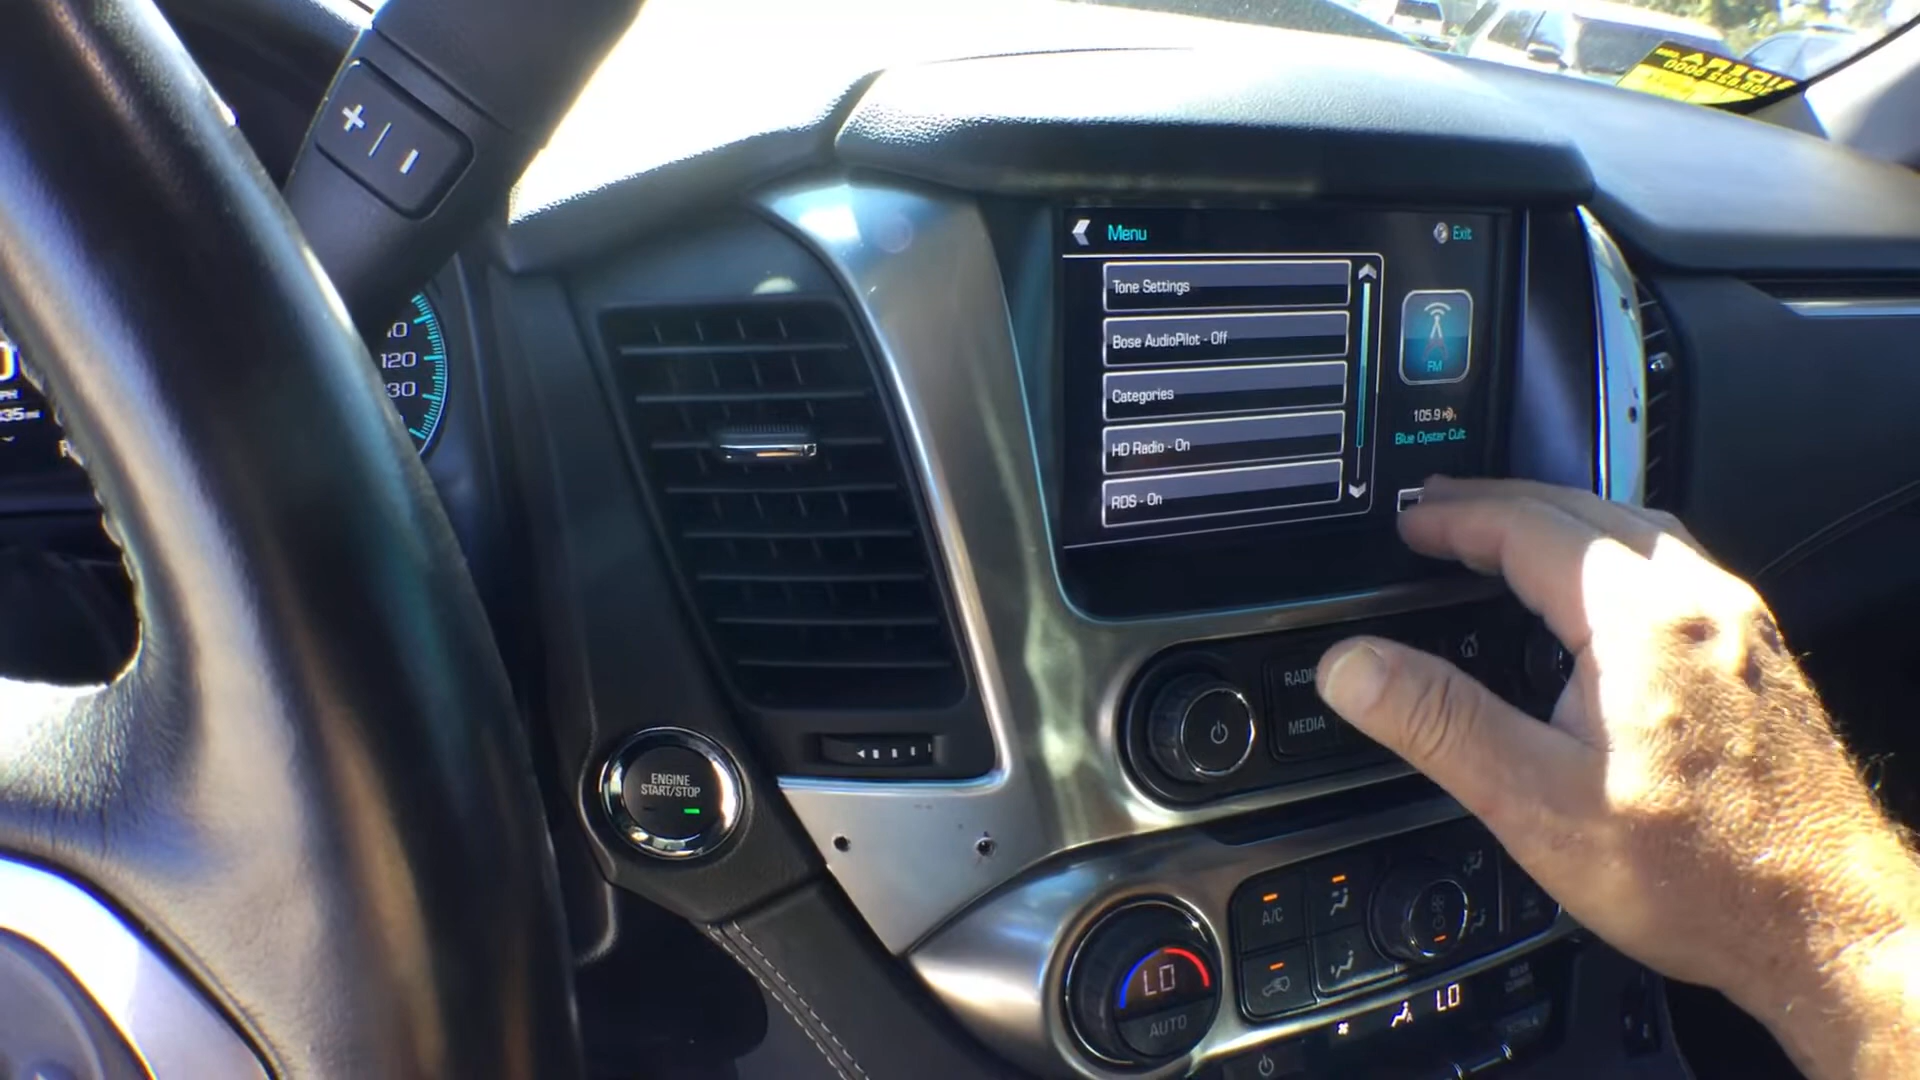 + / -
120
Menu
Exit
Tone Settings
Bose AudioPilot - Off
Categories
HD Radio - On
RDS - On
FM
105.9
Blue Oyster Cult
MEDIA
ENGINE
START/STOP
A/C
LO
AUTO
LO